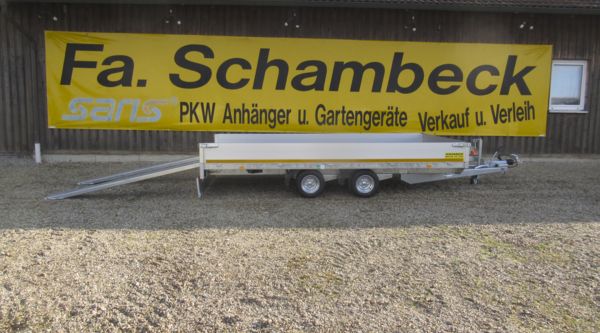 Fa. Schambeck
saris PKW Anhänger u. Gartengeräte Verkauf u. Verleih